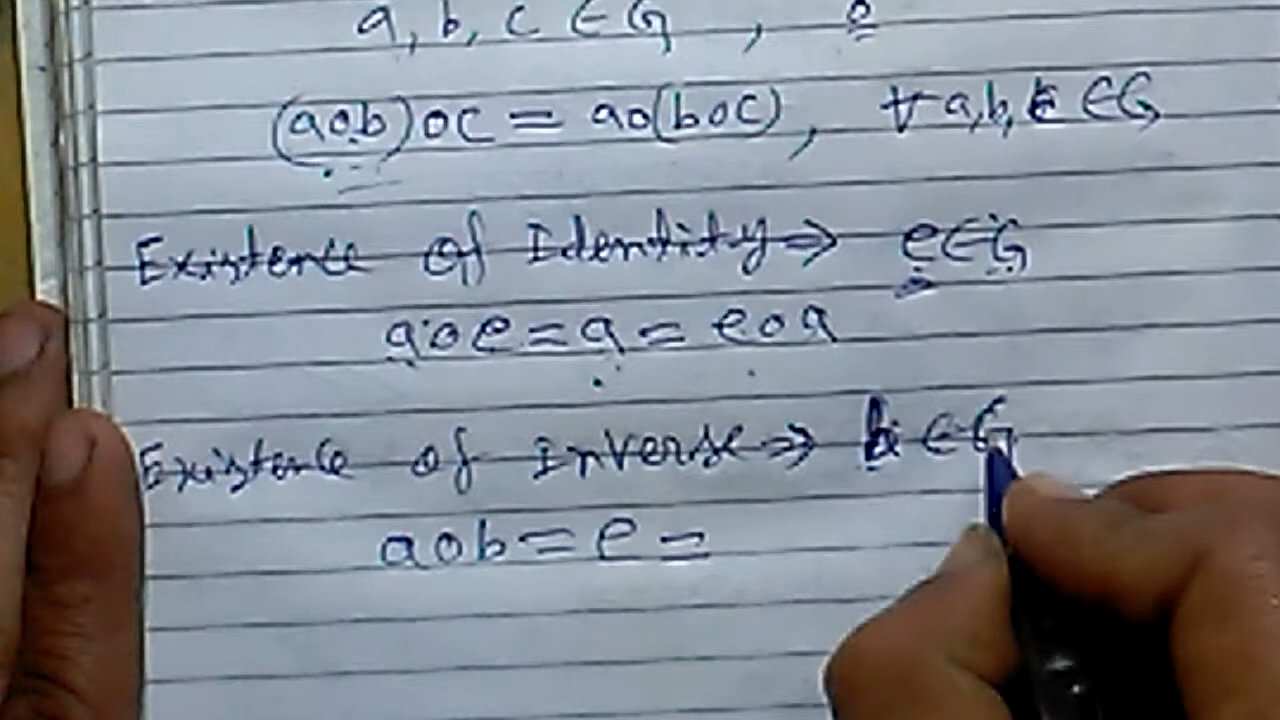 a, b, c ∈ G , o
(aob)oc = ao(boc), ∀ a,b,c ∈ G
Existence of Identity ⇒ e ∈ G
aoe = a = eoa
Existence of Inverse ⇒ b ∈ G
aob = e =